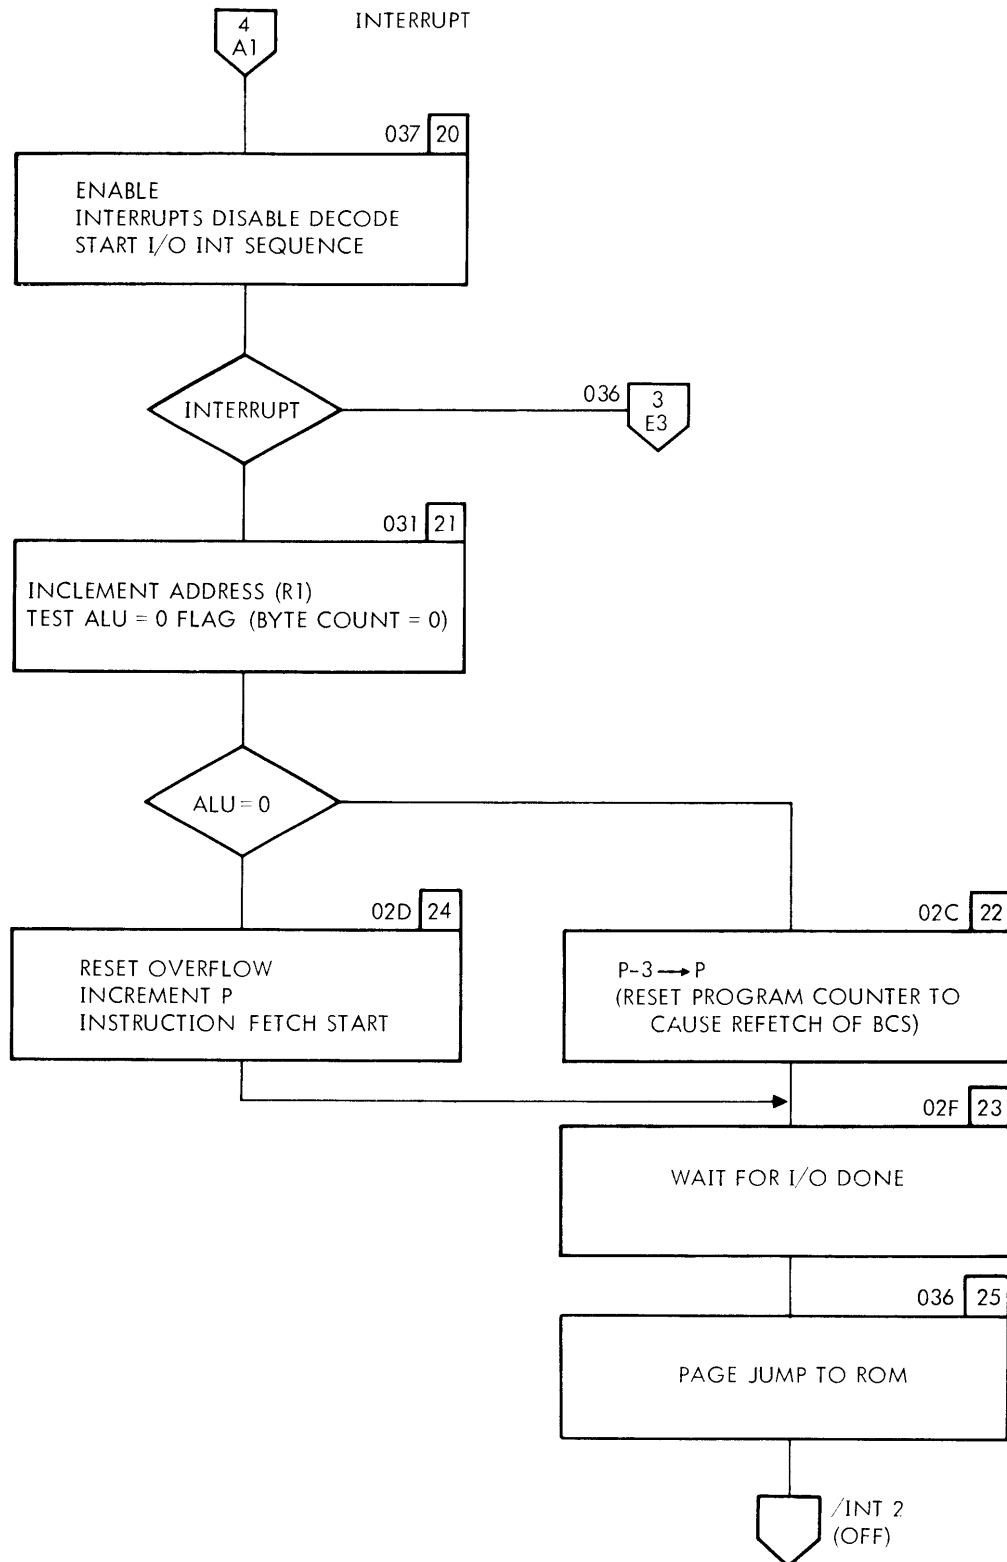 4
A1
INTERRUPT
037 20
ENABLE
INTERRUPTS DISABLE DECODE
START I/O INT SEQUENCE
INTERRUPT
036
3
E3
031 21
INCLEMENT ADDRESS (R1)
TEST ALU = 0 FLAG (BYTE COUNT = 0)
ALU = 0
02D 24
RESET OVERFLOW
INCREMENT P
INSTRUCTION FETCH START
02C 22
P-3→P
(RESET PROGRAM COUNTER TO
CAUSE REFETCH OF BCS)
02F 23
WAIT FOR I/O DONE
036 25
PAGE JUMP TO ROM
/INT 2
(OFF)